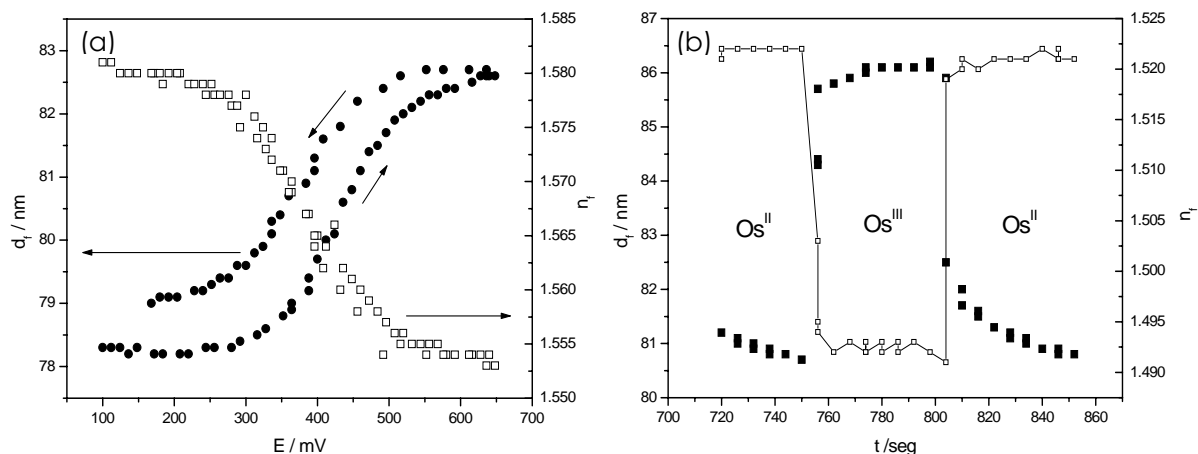 (a)
83
82
81
80
79
78
d_f / nm
1.585
1.580
1.575
1.570
1.565
1.560
1.555
1.550
n_f
100 200 300 400 500 600 700
E / mV
(b)
87
86
85
84
83
82
81
80
d_f / nm
Os^II
Os^III
Os^II
1.525
1.520
1.515
1.510
1.505
1.500
1.495
1.490
n_f
700 720 740 760 780 800 820 840 860
t /seg